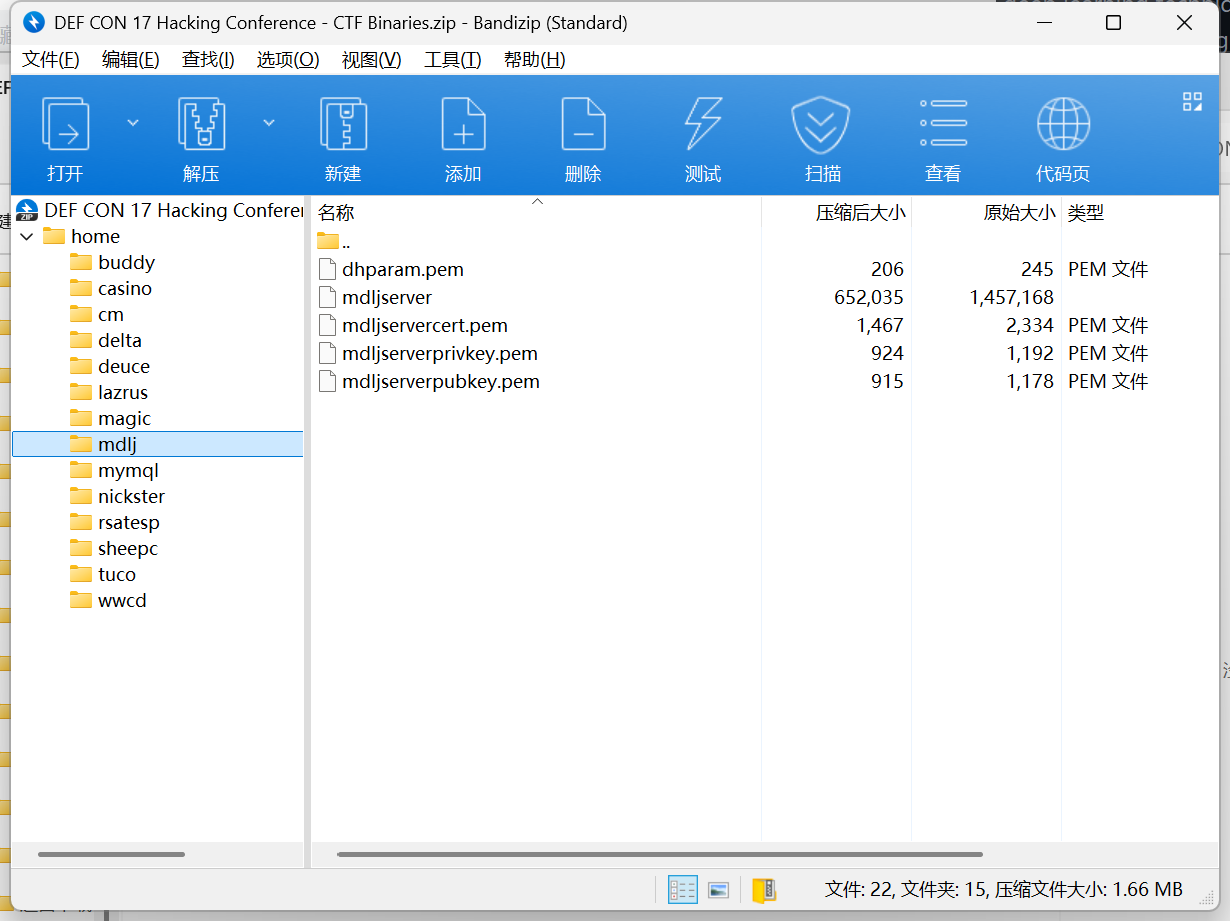 DEF CON 17 Hacking Conference - CTF Binaries.zip - Bandizip (Standard)
文件(F) 编辑(E) 查找(I) 选项(O) 视图(V) 工具(T) 帮助(H)
打开 解压 新建 添加 删除 测试 扫描 查看 代码页
DEF CON 17 Hacking Conferen
home
buddy
casino
cm
delta
deuce
lazrus
magic
mdlj
mymql
nickster
rsatesp
sheepc
tuco
wwcd
名称 压缩后大小 原始大小 类型
..
dhparam.pem 206 245 PEM 文件
mdljserver 652,035 1,457,168
mdljservercert.pem 1,467 2,334 PEM 文件
mdljserverprivkey.pem 924 1,192 PEM 文件
mdljserverpubkey.pem 915 1,178 PEM 文件
文件: 22, 文件夹: 15, 压缩文件大小: 1.66 MB